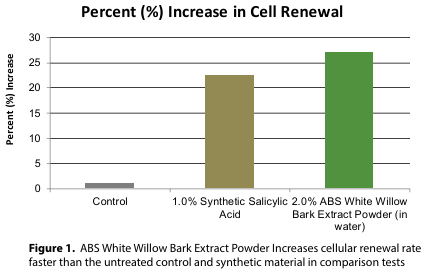 Percent (%) Increase in Cell Renewal
Percent (%) Increase
30
25
20
15
10
5
0
Control
1.0% Synthetic Salicylic
Acid
2.0% ABS White Willow
Bark Extract Powder (in
water)
Figure 1. ABS White Willow Bark Extract Powder Increases cellular renewal rate
faster than the untreated control and synthetic material in comparison tests